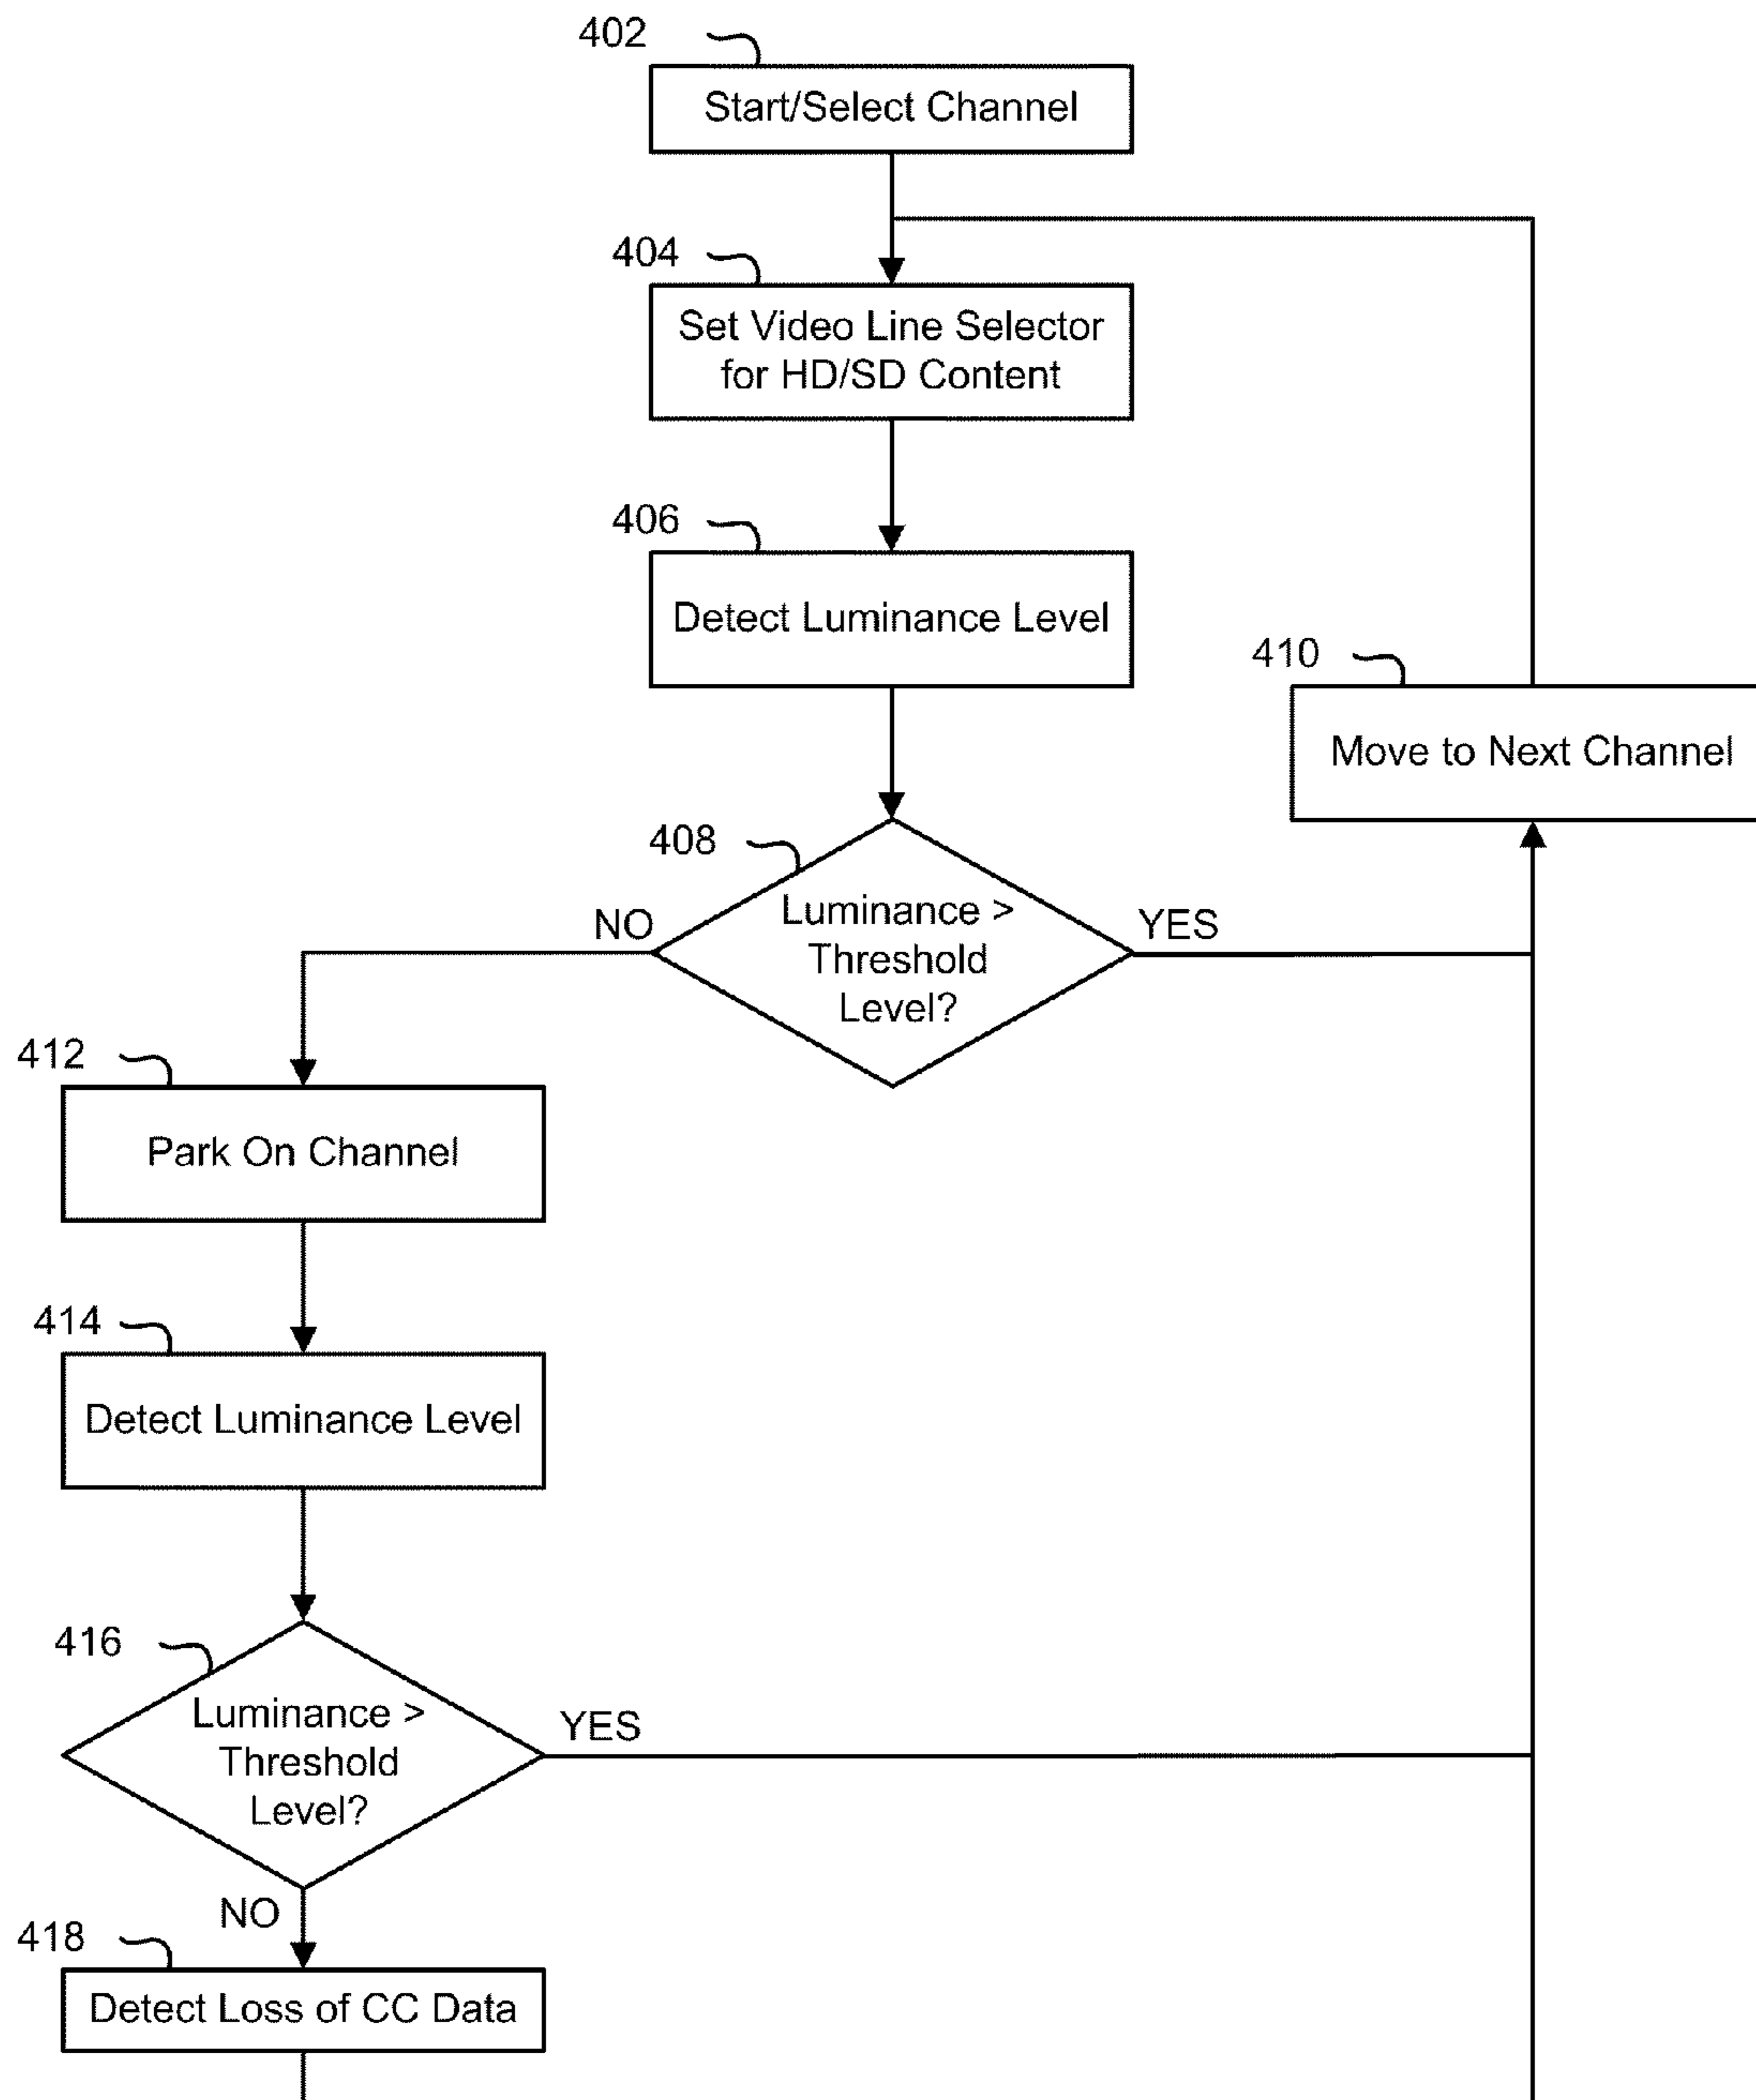 402
Start/Select Channel
404
Set Video Line Selector
for HD/SD Content
406
Detect Luminance Level
410
Move to Next Channel
408
Luminance >
Threshold
Level?
NO
YES
412
Park On Channel
414
Detect Luminance Level
416
Luminance >
Threshold
Level?
YES
NO
418
Detect Loss of CC Data